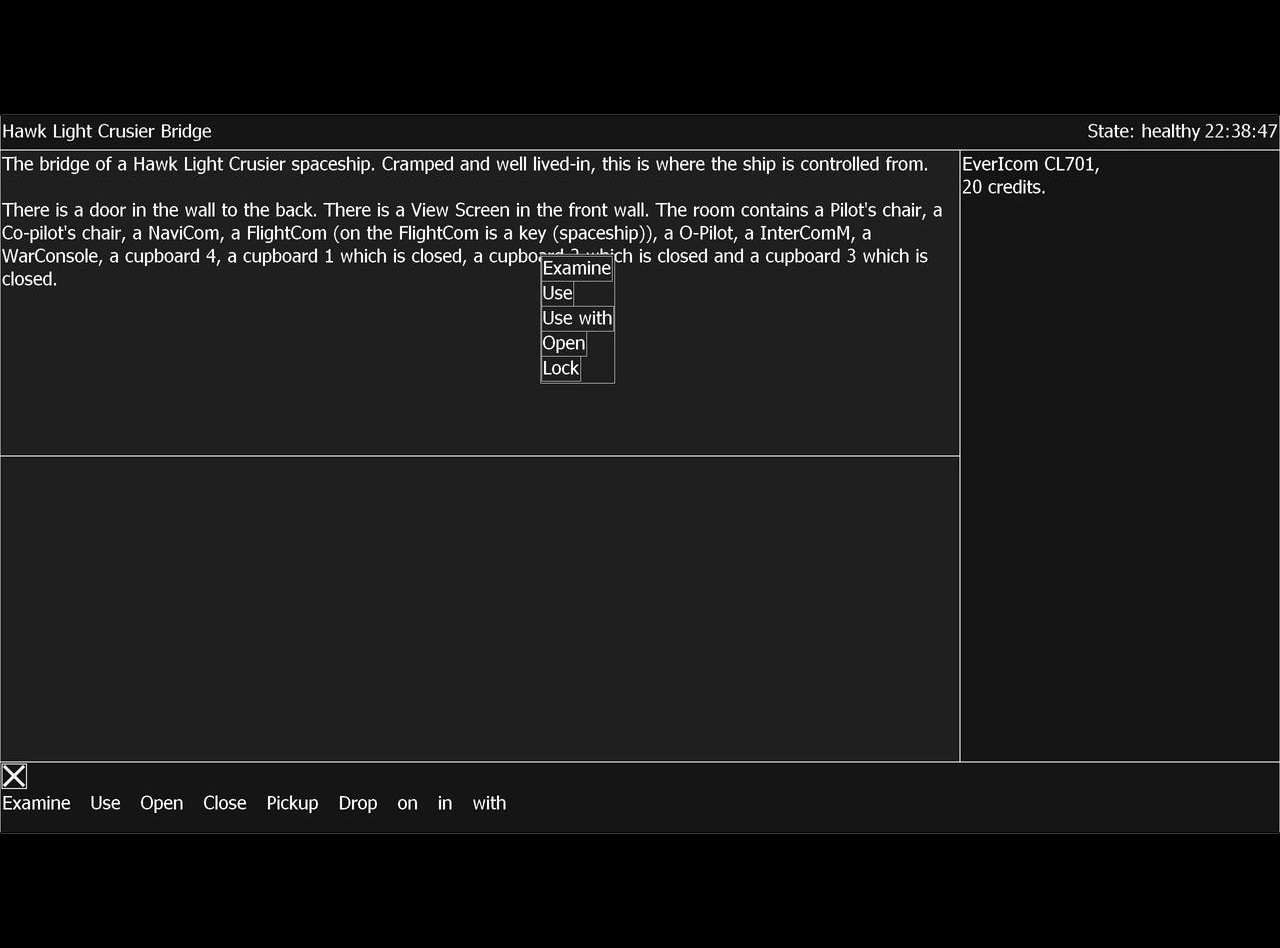 Hawk Light Crusier Bridge
State: healthy 22:38:47
The bridge of a Hawk Light Crusier spaceship. Cramped and well lived-in, this is where the ship is controlled from.
There is a door in the wall to the back. There is a View Screen in the front wall. The room contains a Pilot's chair, a
Co-pilot's chair, a NaviCom, a FlightCom (on the FlightCom is a key (spaceship)), a O-Pilot, a InterComM, a
WarConsole, a cupboard 4, a cupboard 1 which is closed, a cupboard 2 which is closed and a cupboard 3 which is
closed.
Examine
Use
Use with
Open
Lock
EverIcom CL701,
20 credits.
Examine Use Open Close Pickup Drop on in with